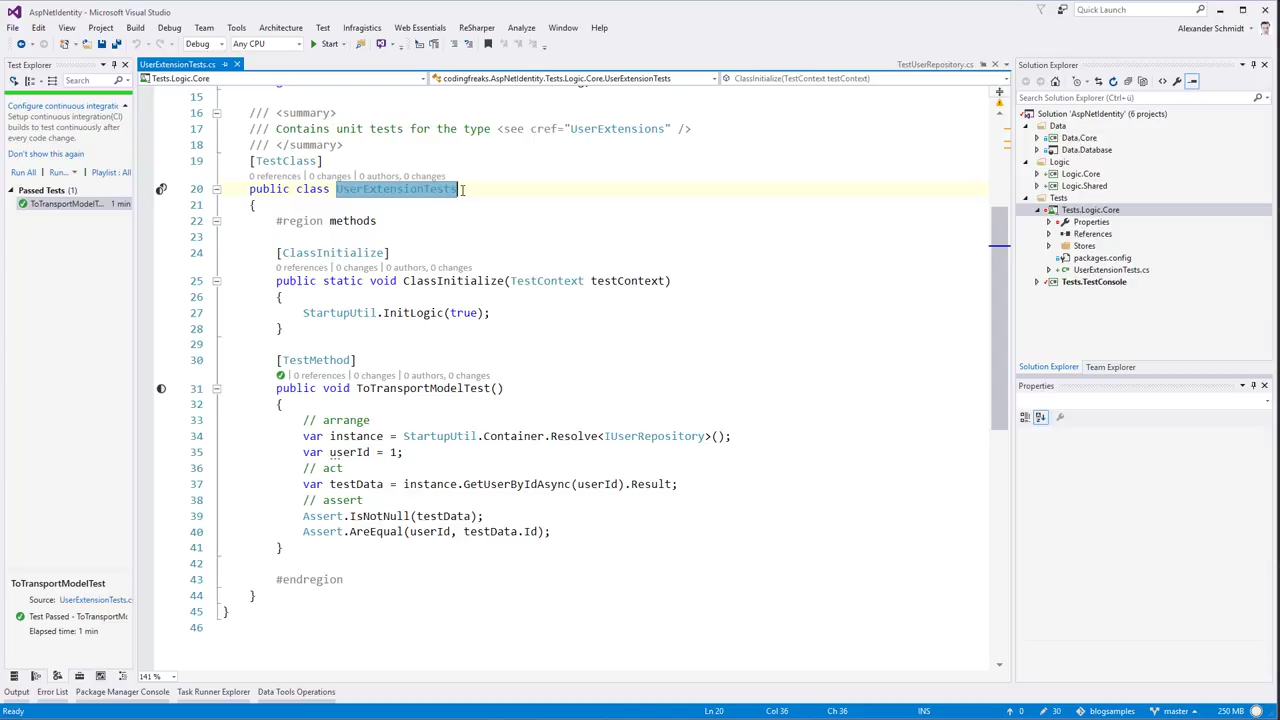 AspNetIdentity - Microsoft Visual Studio
Quick Launch
File Edit View Project Build Debug Team Tools Test Infragistics Web Essentials ReSharper Analyze Window Help
Alexander Schmidt
Debug Any CPU Start
Test Explorer
Search
Configure continuous integratio
Setup continuous integration(CI)
builds to test continuously after
every code change.
Don't show this again
Run All Run... Playlist : All
Passed Tests (1)
ToTransportModelT... 1 min
ToTransportModelTest
Source: UserExtensionTests.c
Test Passed - ToTransportMc
Elapsed time: 1 min
UserExtensionTests.cs
TestUserRepository.cs
Tests.Logic.Core
codingfreaks.AspNetIdentity.Tests.Logic.Core.UserExtensionTests
ClassInitialize(TestContext testContext)
15
16 /// <summary>
17 /// Contains unit tests for the type <see cref="UserExtensions" />
18 /// </summary>
19 [TestClass]
0 references | 0 changes | 0 authors, 0 changes
20 public class UserExtensionTests
21 {
22 #region methods
23
24 [ClassInitialize]
0 references | 0 changes | 0 authors, 0 changes
25 public static void ClassInitialize(TestContext testContext)
26 {
27 StartupUtil.InitLogic(true);
28 }
30 [TestMethod]
0 references | 0 changes | 0 authors, 0 changes
31 public void ToTransportModelTest()
32 {
33 // arrange
34 var instance = StartupUtil.Container.Resolve<IUserRepository>();
35 var userId = 1;
36 // act
37 var testData = instance.GetUserByIdAsync(userId).Result;
38 // assert
39 Assert.IsNotNull(testData);
40 Assert.AreEqual(userId, testData.Id);
41 }
42
43 #endregion
44 }
45 }
46
141 %
Solution Explorer
Search Solution Explorer (Ctrl+ü)
Solution 'AspNetIdentity' (6 projects)
Data
Data.Core
Data.Database
Logic
Logic.Core
Logic.Shared
Tests
Tests.Logic.Core
Properties
References
Stores
packages.config
UserExtensionTests.cs
Tests.TestConsole
Solution Explorer Team Explorer
Properties
Output Error List Package Manager Console Task Runner Explorer Data Tools Operations
Ln 20 Col 36 Ch 36 INS 0 30 blogsamples master 250 MB